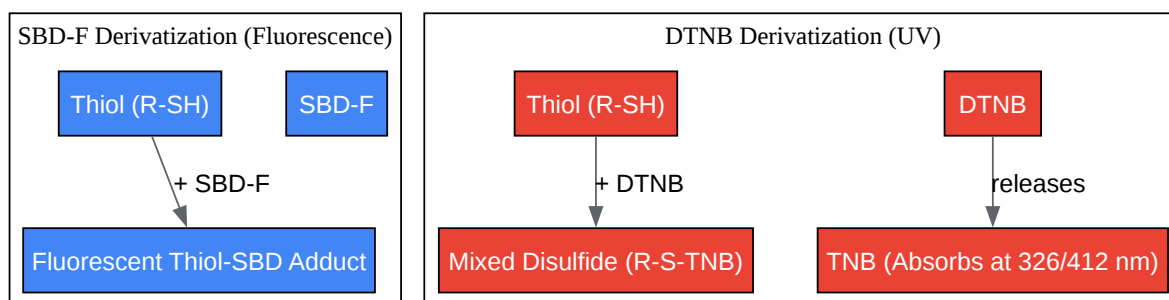 SBD-F Derivatization (Fluorescence)
Thiol (R-SH)
SBD-F
+ SBD-F
Fluorescent Thiol-SBD Adduct
DTNB Derivatization (UV)
Thiol (R-SH)
DTNB
+ DTNB
releases
Mixed Disulfide (R-S-TNB)
TNB (Absorbs at 326/412 nm)